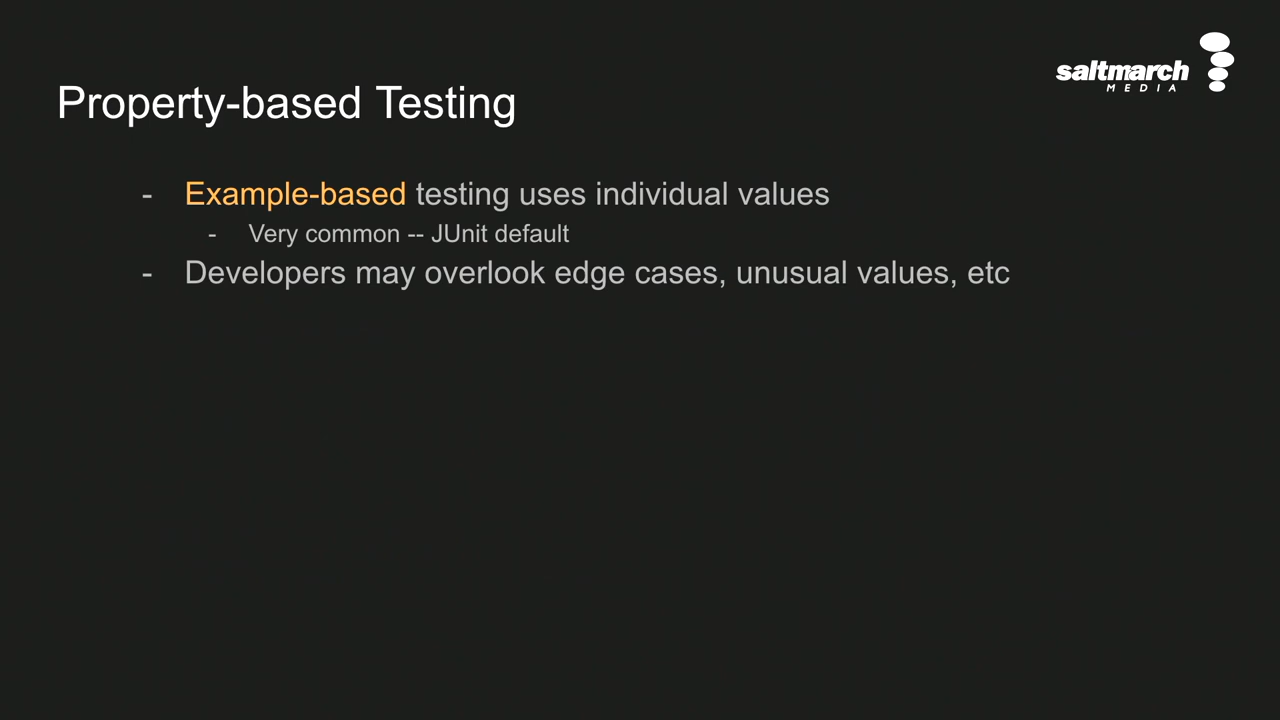 saltmarch
MEDIA
Property-based Testing
- Example-based testing uses individual values
- Very common -- JUnit default
- Developers may overlook edge cases, unusual values, etc